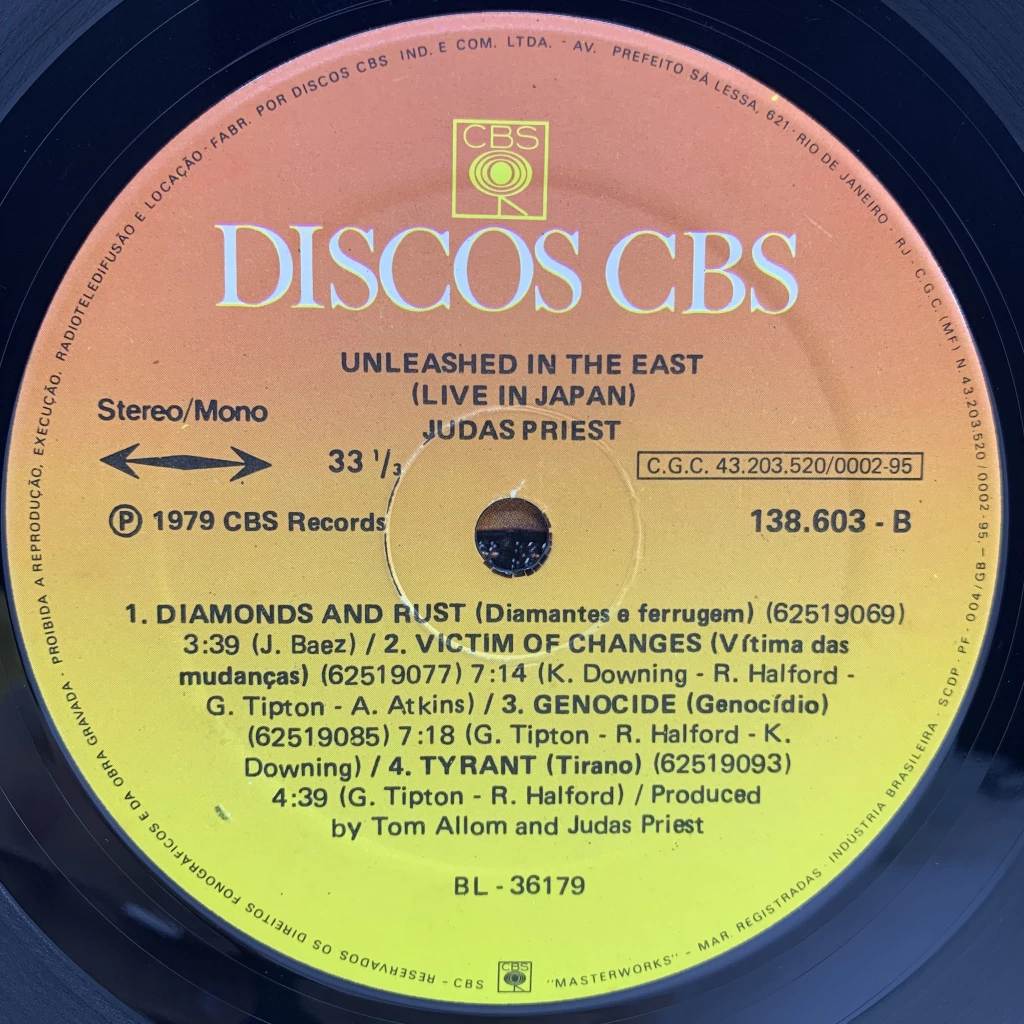 PROIBIDA A REPRODUÇÃO, EXECUÇÃO, RADIOTELEDIFUSÃO E LOCAÇÃO - FABR. POR DISCOS CBS IND. E COM. LTDA. - AV. PREFEITO SÁ LESSA, 621 - RIO DE JANEIRO - RJ - C.G.C. (MF) N. 43.203.520/0002-95 - PF - 004/GB - SCDP -
CBS
DISCOS CBS
UNLEASHED IN THE EAST
(LIVE IN JAPAN)
JUDAS PRIEST
Stereo/Mono
33 1/3
C.G.C. 43.203.520/0002-95
Ⓟ 1979 CBS Records
138.603 - B
1. DIAMONDS AND RUST (Diamantes e ferrugem) (62519069)
3:39 (J. Baez) / 2. VICTIM OF CHANGES (Vítima das
mudanças) (62519077) 7:14 (K. Downing - R. Halford -
G. Tipton - A. Atkins) / 3. GENOCIDE (Genocídio)
(62519085) 7:18 (G. Tipton - R. Halford - K.
Downing) / 4. TYRANT (Tirano) (62519093)
4:39 (G. Tipton - R. Halford) / Produced
by Tom Allom and Judas Priest
BL - 36179
RESERVADOS OS DIREITOS FONOGRÁFICOS E DA OBRA GRAVADA - CBS
CBS
"MASTERWORKS" - MAR. REGISTRADAS - INDÚSTRIA BRASILEIRA